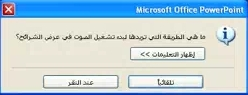 Microsoft Office PowerPoint
ما هي الطريقة التي تريدها لبدء تشغيل الصوت في عرض الشرائح؟
إظهار التعليمات >>
تلقائياً
عند النقر